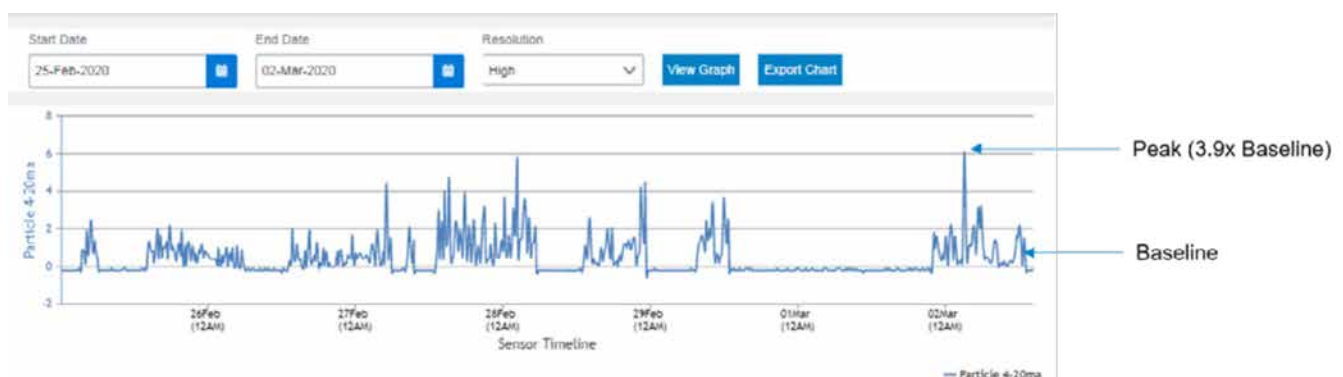 Start Date End Date Resolution
25-Feb-2020 02-Mar-2020 High View Graph Export Chart
8
6
4
2
0
-2
Particle 4-20ma
Peak (3.9x Baseline)
Baseline
26Feb 27Feb 28Feb 29Feb 01Mar 02Mar
(12AM) (12AM) (12AM) (12AM) (12AM) (12AM)
Sensor Timeline
Particle 4-20ma